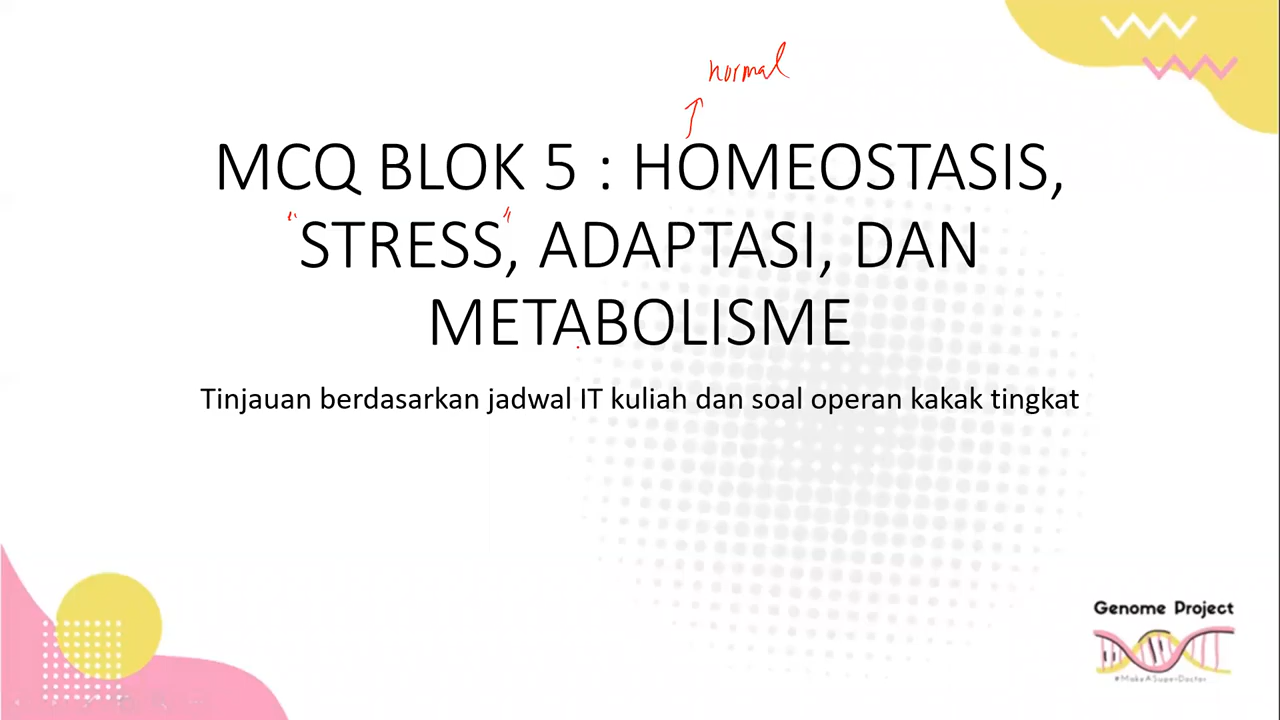 normal
MCQ BLOK 5 : HOMEOSTASIS,
"STRESS", ADAPTASI, DAN
METABOLISME
Tinjauan berdasarkan jadwal IT kuliah dan soal operan kakak tingkat
Genome Project
#MakeASuperDoctor